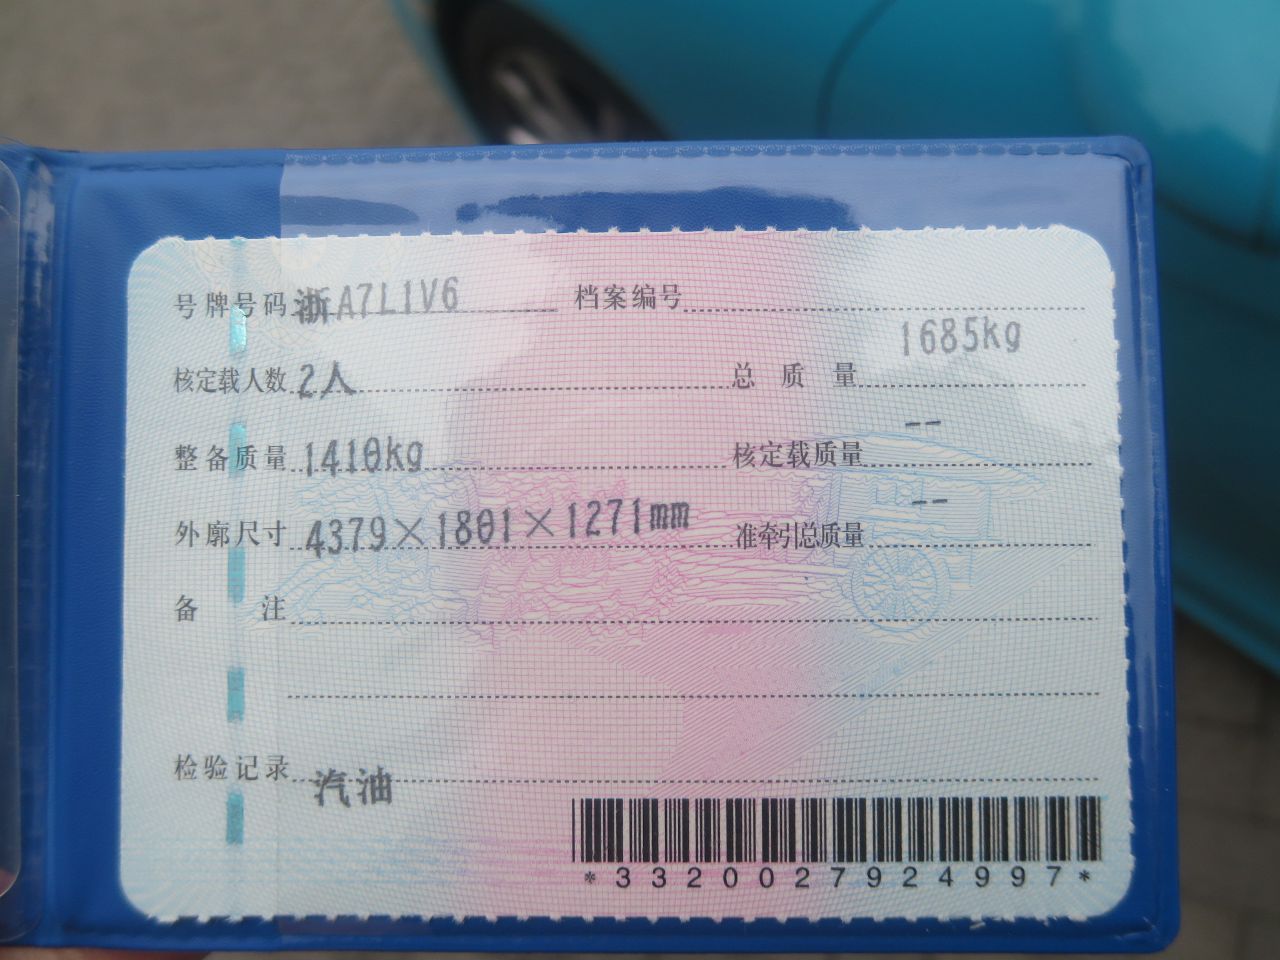 号牌号码 浙A7L1V6 档案编号
核定载人数 2人 总质量 1685kg
整备质量 1410kg 核定载质量 --
外廓尺寸 4379×1801×1271mm 准牵引总质量 --
备注
检验记录 汽油
*3320027924997*